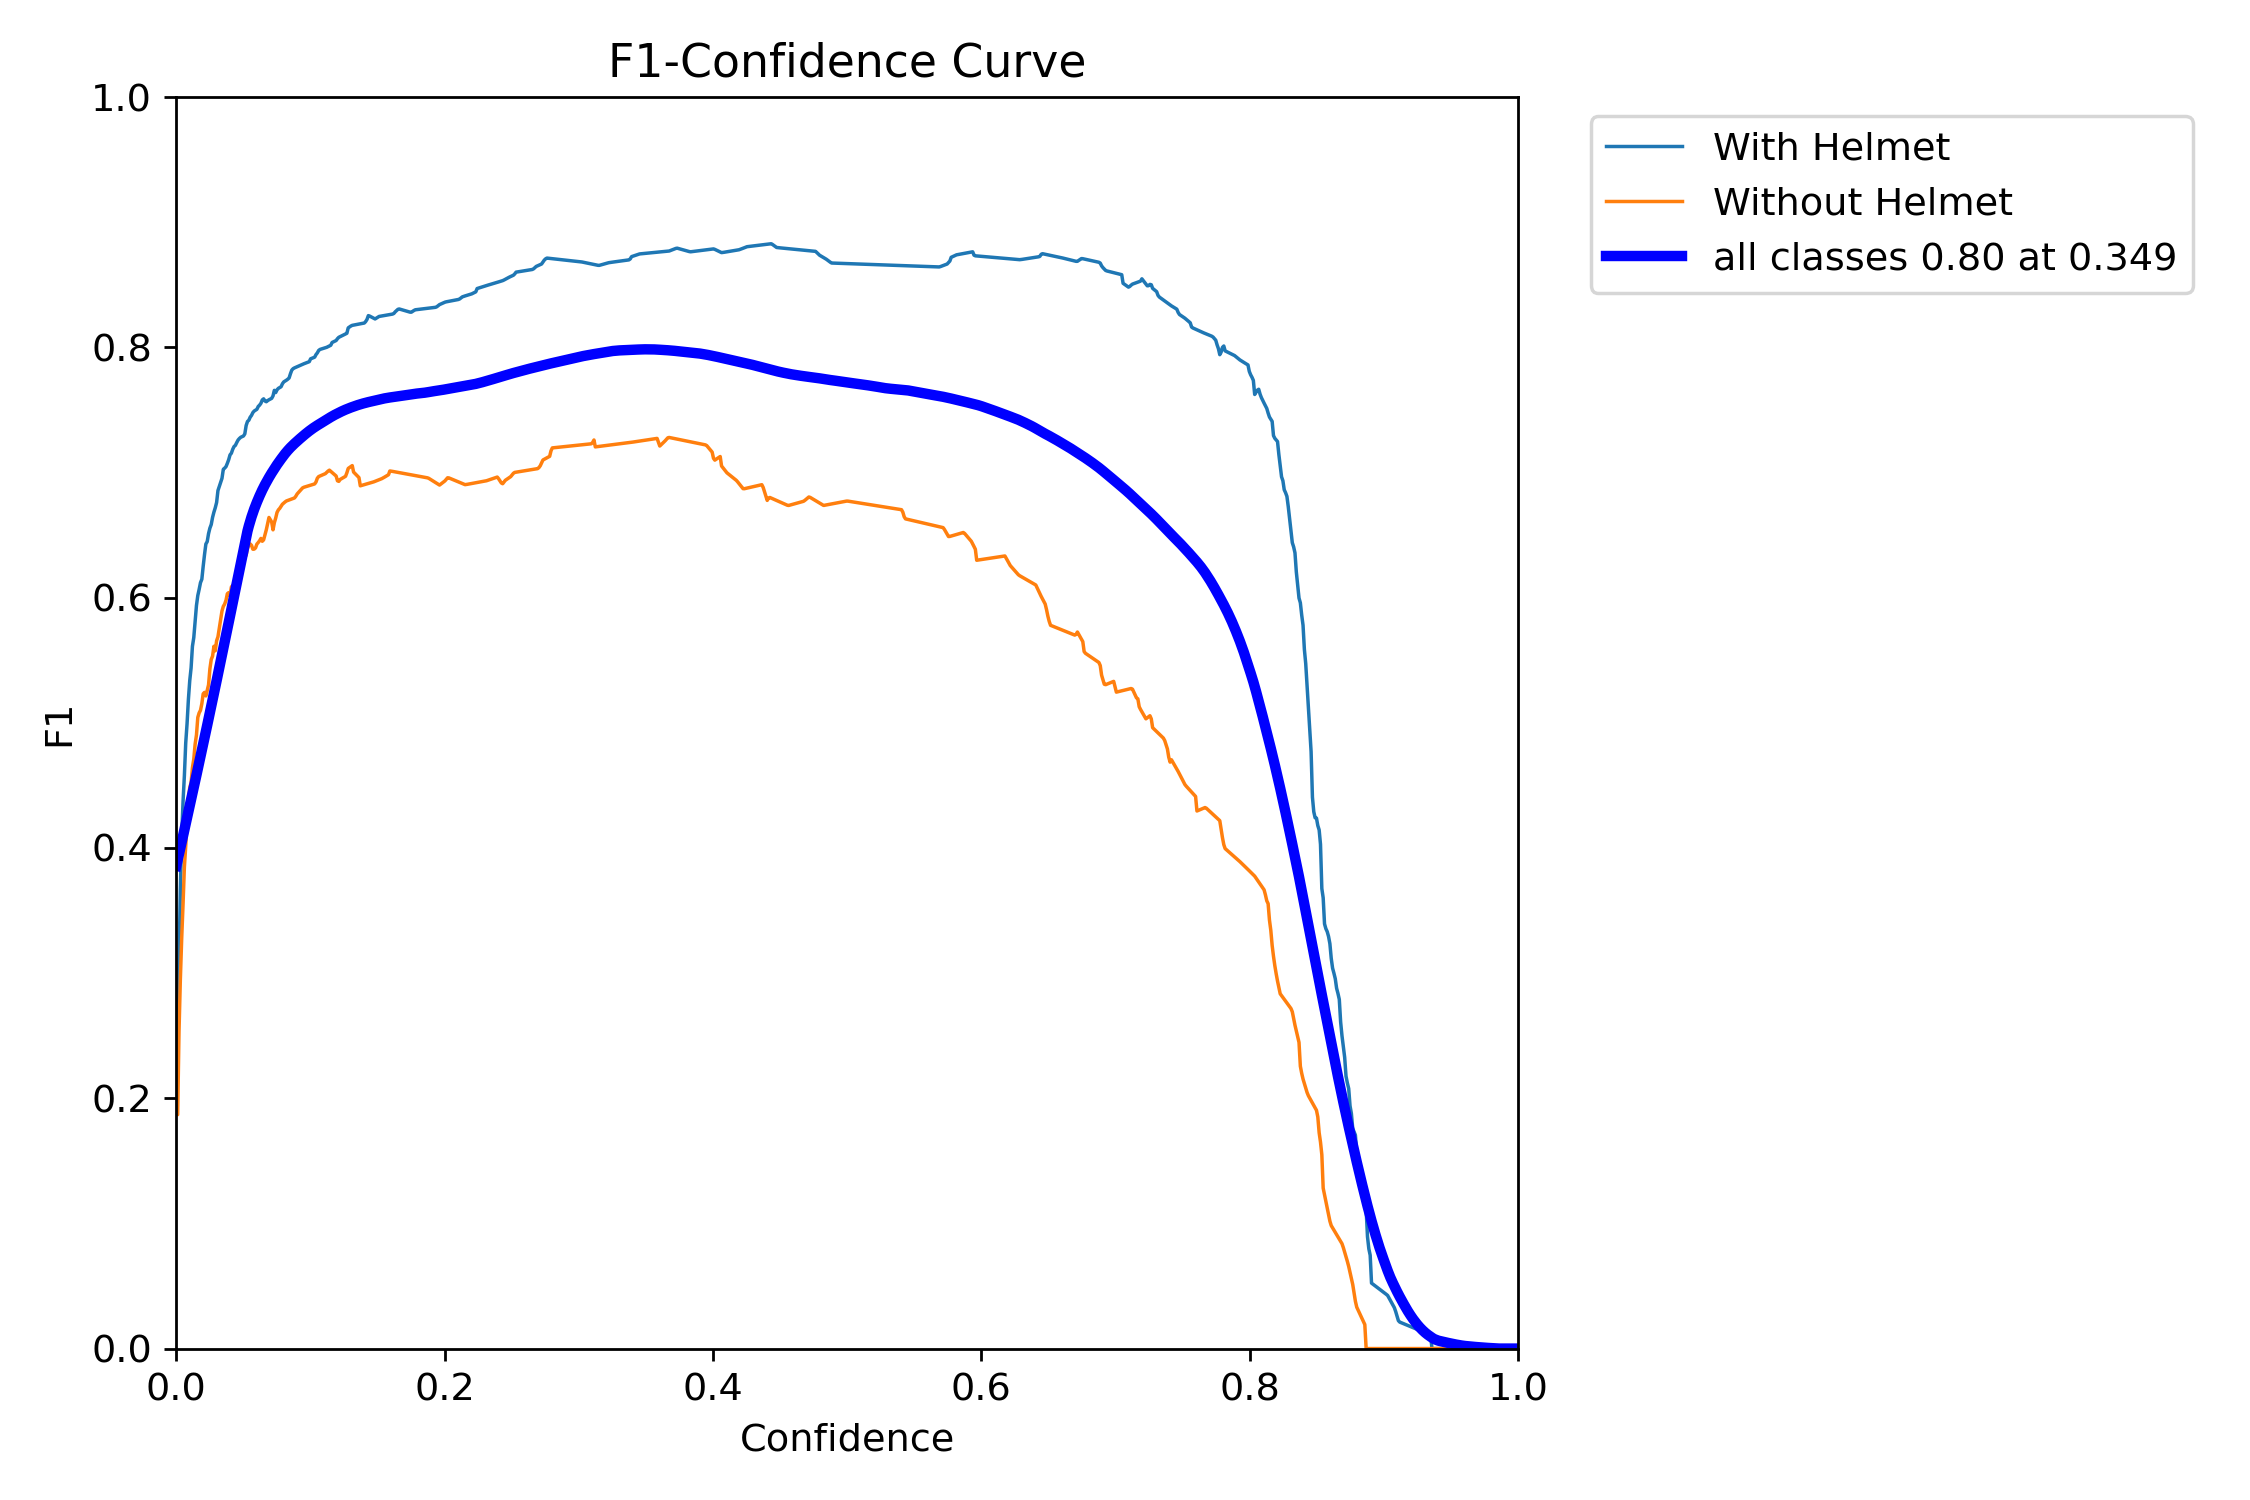 F1-Confidence Curve
1.0
0.8
0.6
0.4
0.2
0.0
F1
0.0 0.2 0.4 0.6 0.8 1.0
Confidence
With Helmet
Without Helmet
all classes 0.80 at 0.349